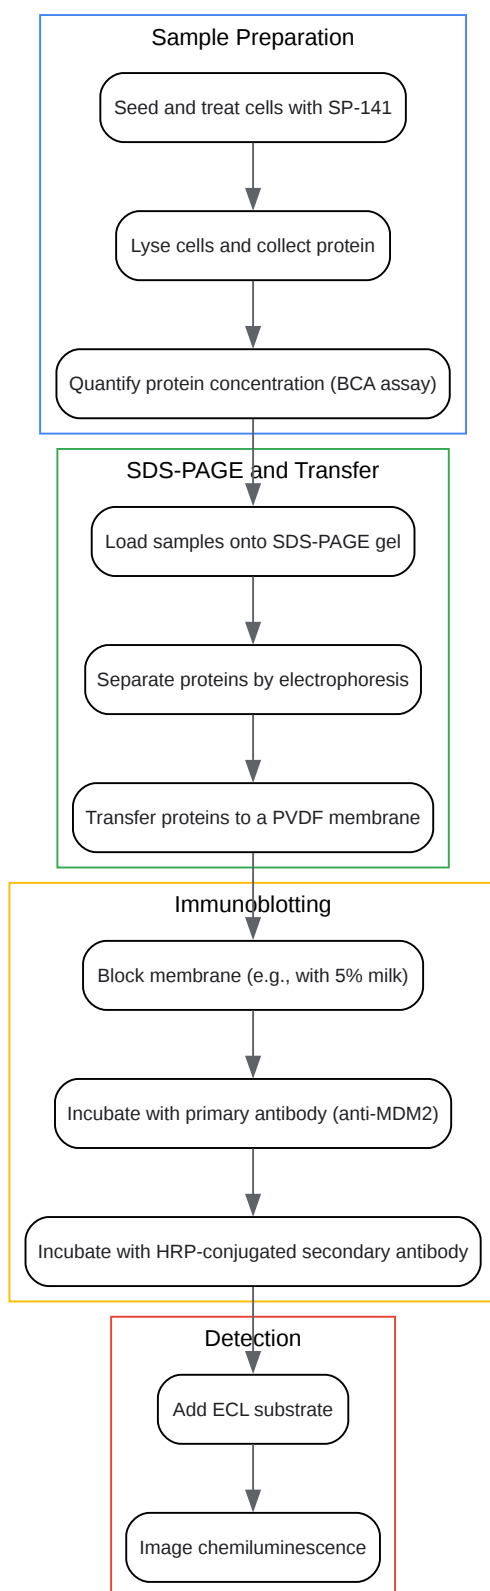 Sample Preparation
Seed and treat cells with SP-141
Lyse cells and collect protein
Quantify protein concentration (BCA assay)
SDS-PAGE and Transfer
Load samples onto SDS-PAGE gel
Separate proteins by electrophoresis
Transfer proteins to a PVDF membrane
Immunoblotting
Block membrane (e.g., with 5% milk)
Incubate with primary antibody (anti-MDM2)
Incubate with HRP-conjugated secondary antibody
Detection
Add ECL substrate
Image chemiluminescence